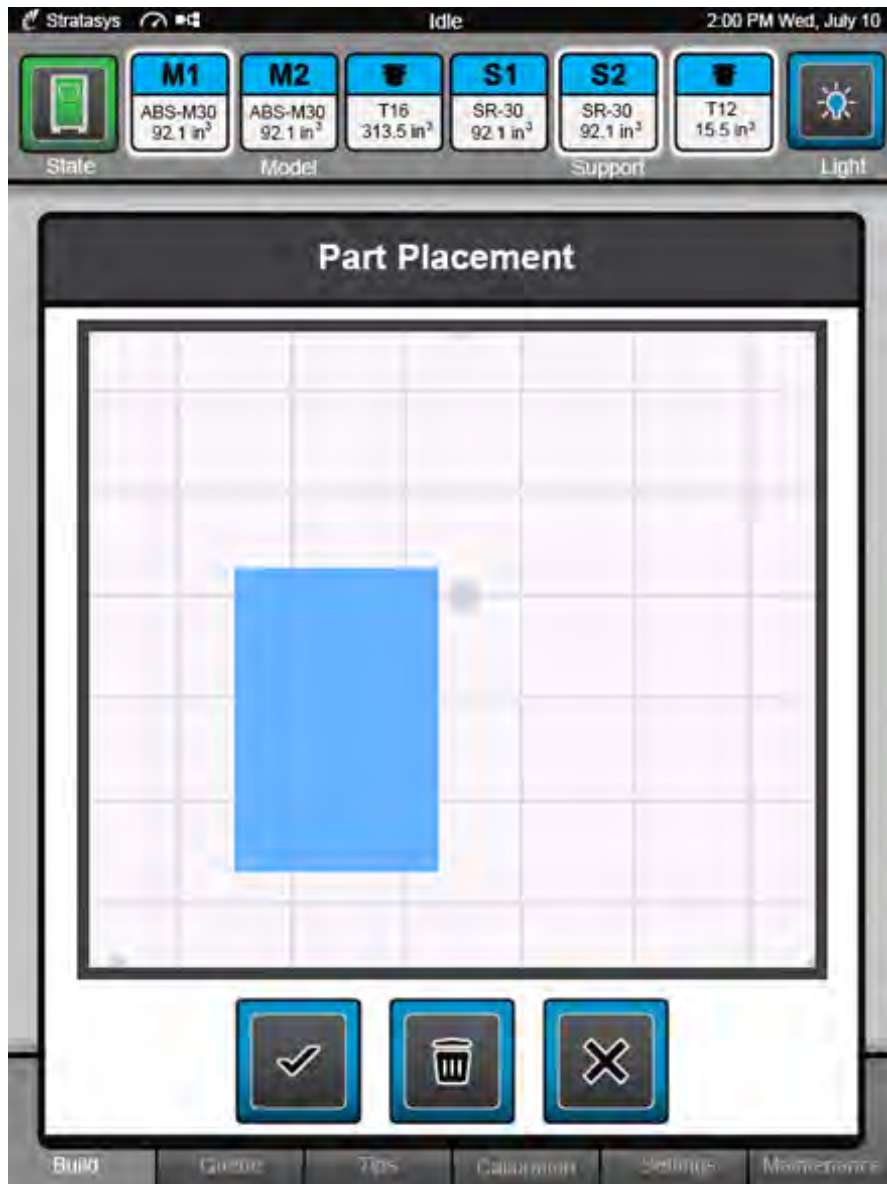 Stratasys Idle 2:00 PM Wed, July 10
M1 M2 S1 S2
ABS-M30 ABS-M30 T16 SR-30 SR-30 T12
92.1 in³ 92.1 in³ 313.5 in³ 92.1 in³ 92.1 in³ 15.5 in³
State Model Support Light
Part Placement
Build Queue Tips Calibration Settings Maintenance